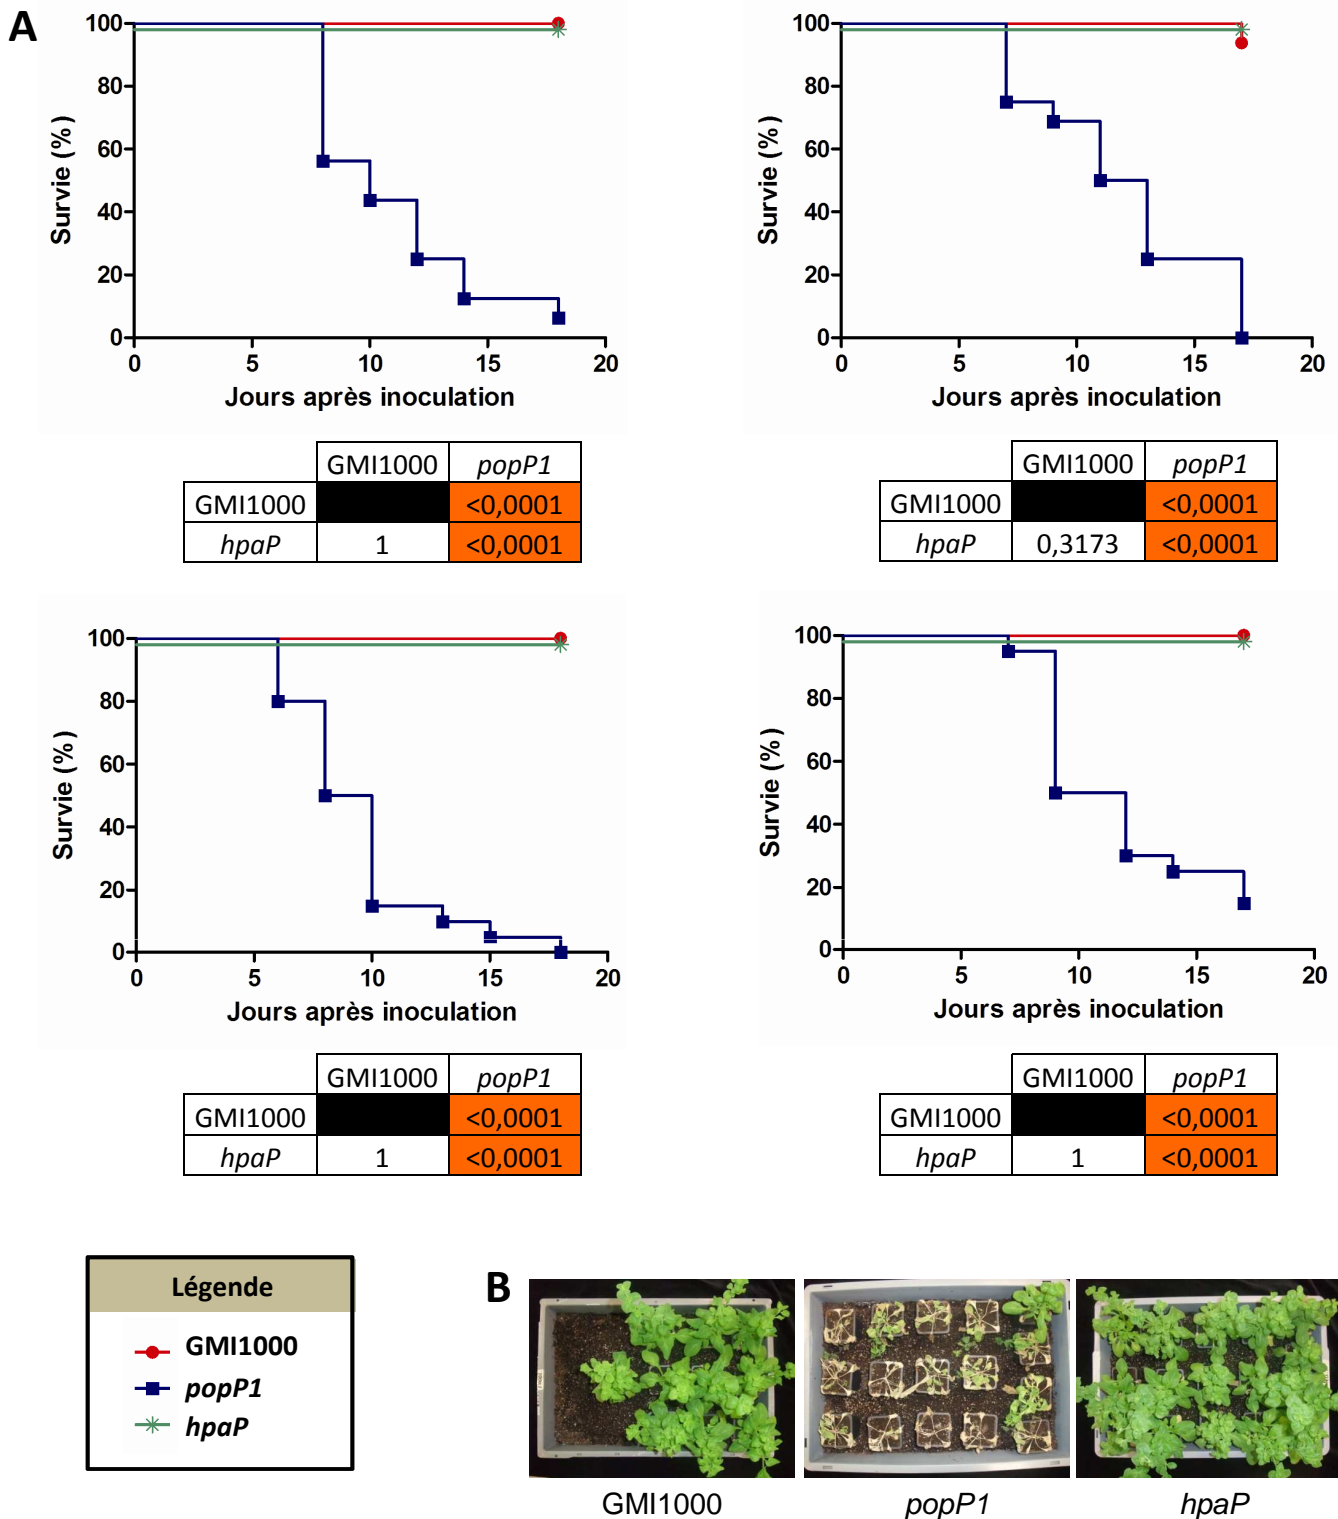 A
100
80
60
40
20
0
0 5 10 15 20
Survie (%)
Jours après inoculation
GMI1000 popP1
GMI1000 <0,0001
hpaP 1 <0,0001
100
80
60
40
20
0
0 5 10 15 20
Survie (%)
Jours après inoculation
GMI1000 popP1
GMI1000 <0,0001
hpaP 0,3173 <0,0001
100
80
60
40
20
0
0 5 10 15 20
Survie (%)
Jours après inoculation
GMI1000 popP1
GMI1000 <0,0001
hpaP 1 <0,0001
100
80
60
40
20
0
0 5 10 15 20
Survie (%)
Jours après inoculation
GMI1000 popP1
GMI1000 <0,0001
hpaP 1 <0,0001
Légende
GMI1000
popP1
hpaP
B
GMI1000 popP1 hpaP